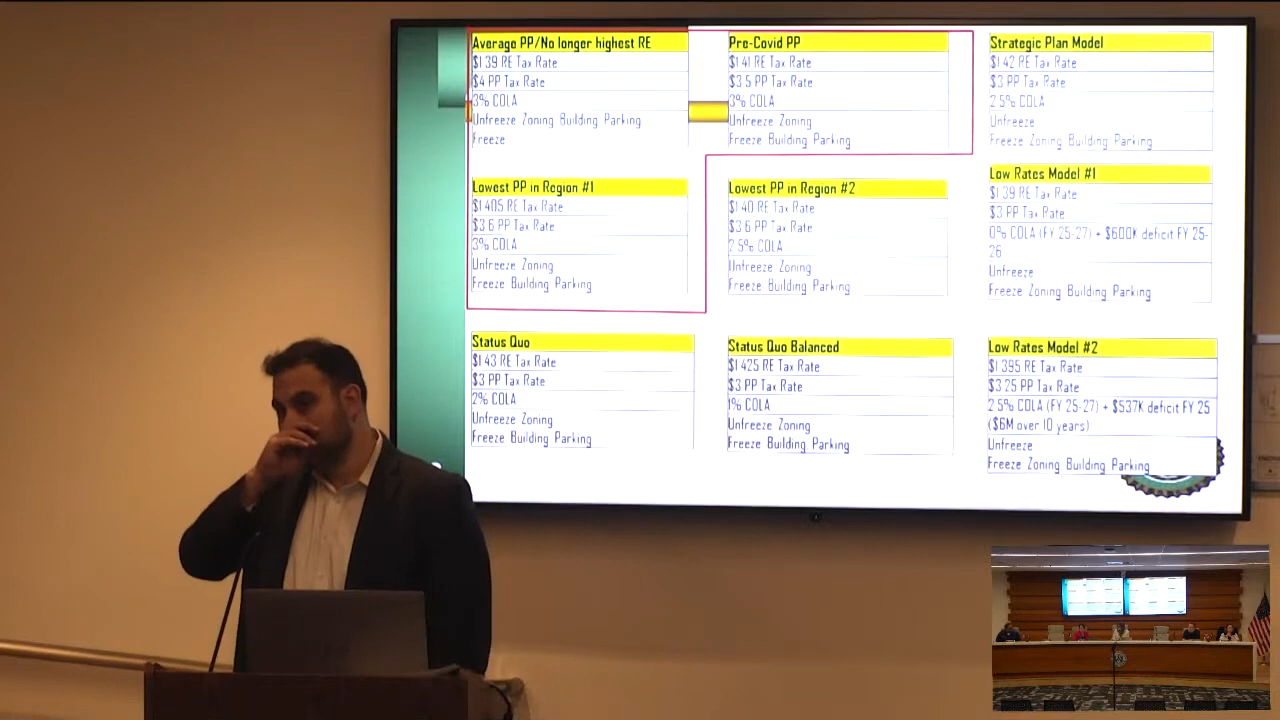 Average PP/No longer highest RE
$1.39 RE Tax Rate
$4 PP Tax Rate
3% COLA
Unfreeze Zoning Building Parking
Freeze
Pre-Covid PP
$1.41 RE Tax Rate
$3.5 PP Tax Rate
3% COLA
Unfreeze Zoning
Freeze Building Parking
Strategic Plan Model
$1.42 RE Tax Rate
$3 PP Tax Rate
2.5% COLA
Unfreeze
Freeze Zoning Building Parking
Lowest PP in Region #1
$1.405 RE Tax Rate
$3.6 PP Tax Rate
3% COLA
Unfreeze Zoning
Freeze Building Parking
Lowest PP in Region #2
$1.40 RE Tax Rate
$3.6 PP Tax Rate
2.5% COLA
Unfreeze Zoning
Freeze Building Parking
Low Rates Model #1
$1.39 RE Tax Rate
$3 PP Tax Rate
0% COLA (FY 25-27) + $600K deficit FY 25-
26
Unfreeze
Freeze Zoning Building Parking
Status Quo
$1.43 RE Tax Rate
$3 PP Tax Rate
2% COLA
Unfreeze Zoning
Freeze Building Parking
Status Quo Balanced
$1.425 RE Tax Rate
$3 PP Tax Rate
1% COLA
Unfreeze Zoning
Freeze Building Parking
Low Rates Model #2
$1.395 RE Tax Rate
$3.25 PP Tax Rate
2.5% COLA (FY 25-27) + $537K deficit FY 25
($6M over 10 years)
Unfreeze
Freeze Zoning Building Parking